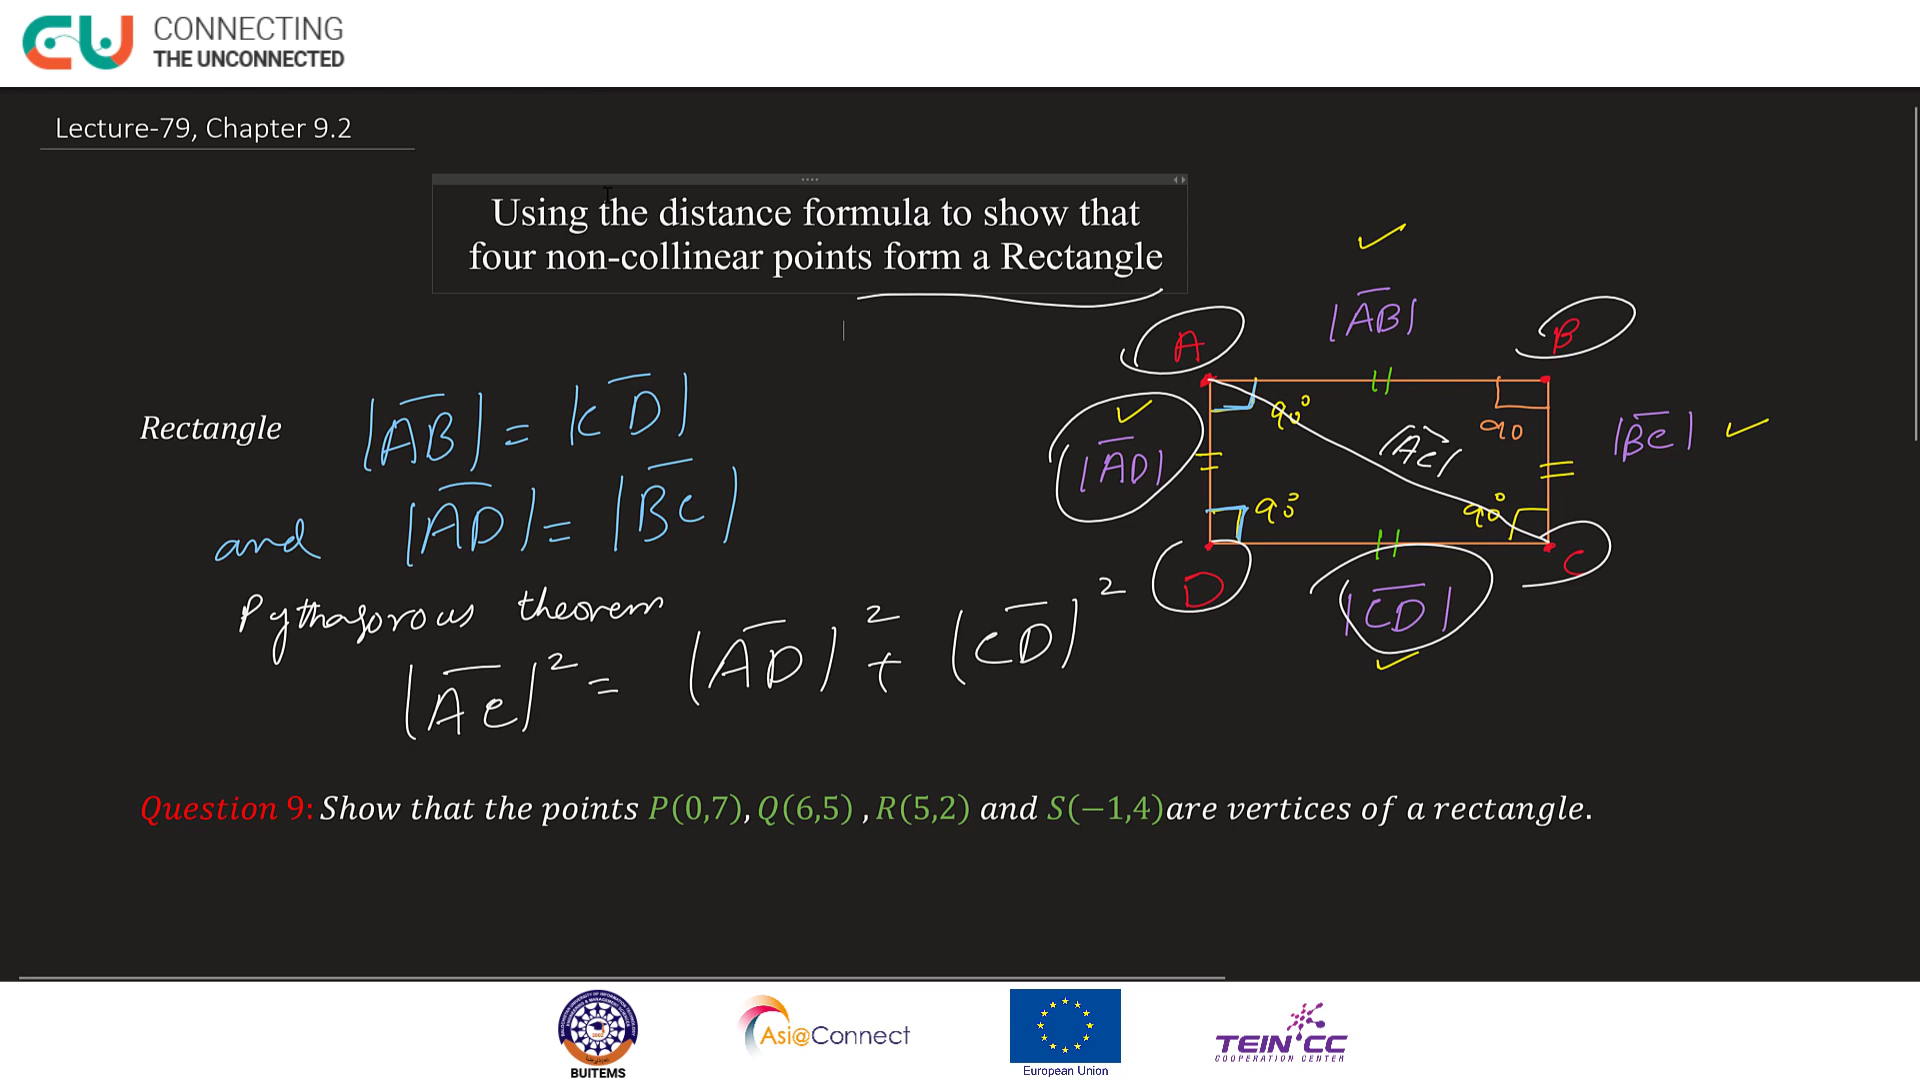 CONNECTING
THE UNCONNECTED
Lecture-79, Chapter 9.2
Using the distance formula to show that
four non-collinear points form a Rectangle
|AB|
A
B
Rectangle |AB| = |CD|
|AD|
90°
90
|AC|
|BC|
and |AD| = |BC|
90°
90°
D
C
|CD|
Pythagorous theorem
|AC|² = |AD|² + |CD|²
Question 9: Show that the points P(0,7), Q(6,5) , R(5,2) and S(−1,4)are vertices of a rectangle.
BUITEMS
Asi@Connect
European Union
TEIN*CC
COOPERATION CENTER